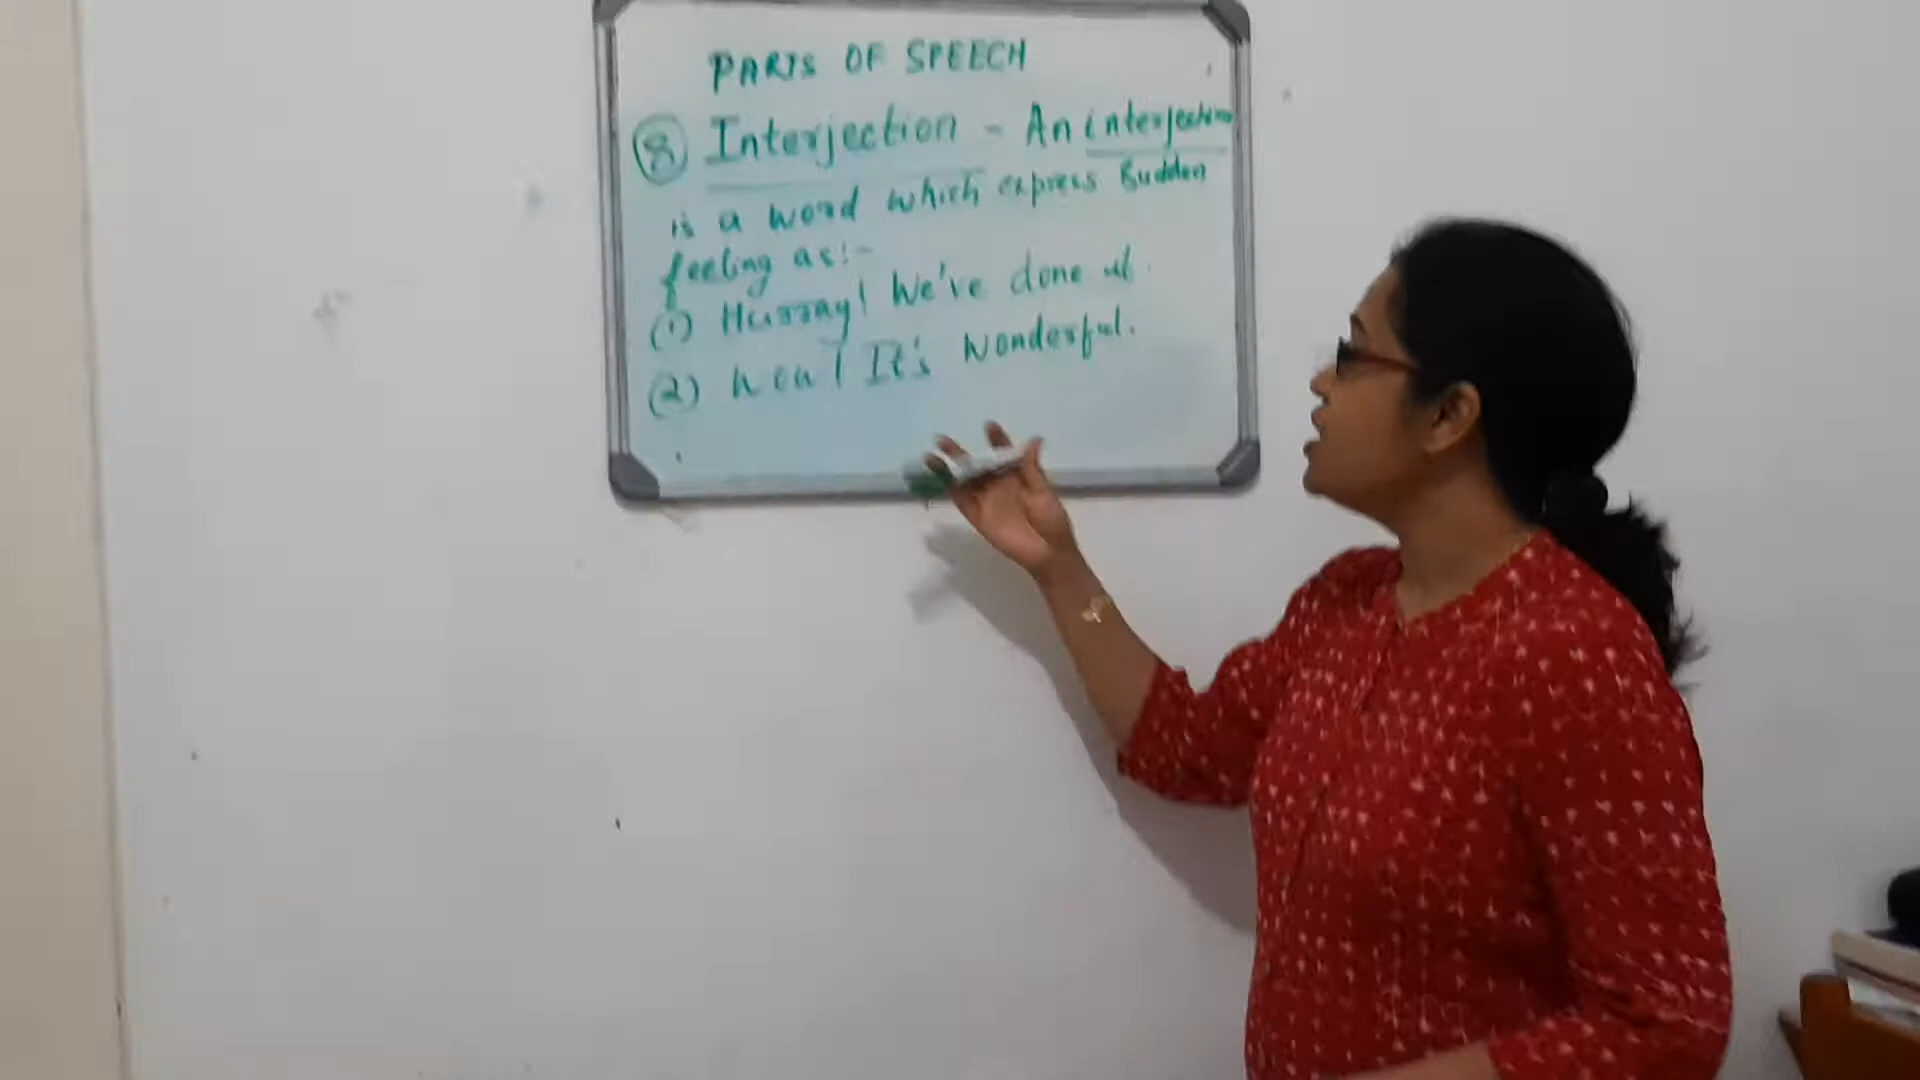 PARTS OF SPEECH
8 Interjection - An interjection
is a word which express Sudden
feeling as:-
(1) Hurray! We've done it.
(2) ! It's Wonderful.